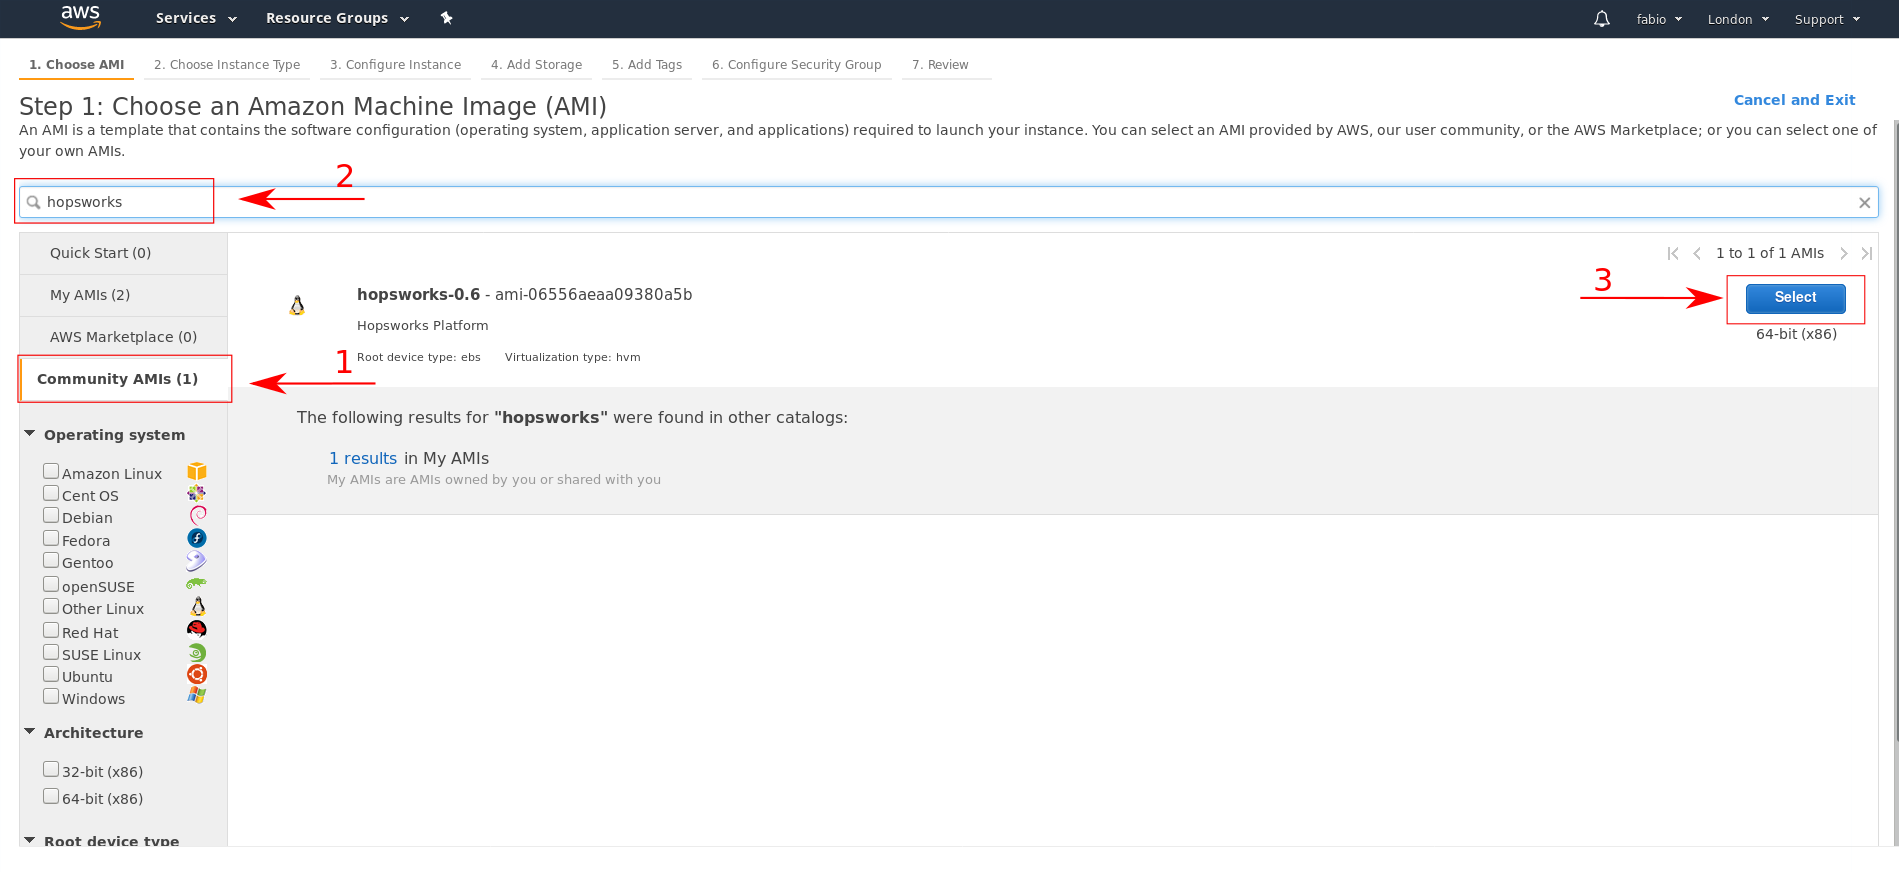 aws Services Resource Groups fabio London Support
1. Choose AMI 2. Choose Instance Type 3. Configure Instance 4. Add Storage 5. Add Tags 6. Configure Security Group 7. Review
Step 1: Choose an Amazon Machine Image (AMI)
Cancel and Exit
An AMI is a template that contains the software configuration (operating system, application server, and applications) required to launch your instance. You can select an AMI provided by AWS, our user community, or the AWS Marketplace; or you can select one of
your own AMIs.
2
hopsworks
Quick Start (0)
My AMIs (2)
AWS Marketplace (0)
Community AMIs (1)
1
Operating system
Amazon Linux
Cent OS
Debian
Fedora
Gentoo
openSUSE
Other Linux
Red Hat
SUSE Linux
Ubuntu
Windows
Architecture
32-bit (x86)
64-bit (x86)
Root device type
1 to 1 of 1 AMIs
hopsworks-0.6 - ami-06556aeaa09380a5b
3
Select
Hopsworks Platform
64-bit (x86)
Root device type: ebs Virtualization type: hvm
The following results for "hopsworks" were found in other catalogs:
1 results in My AMIs
My AMIs are AMIs owned by you or shared with you